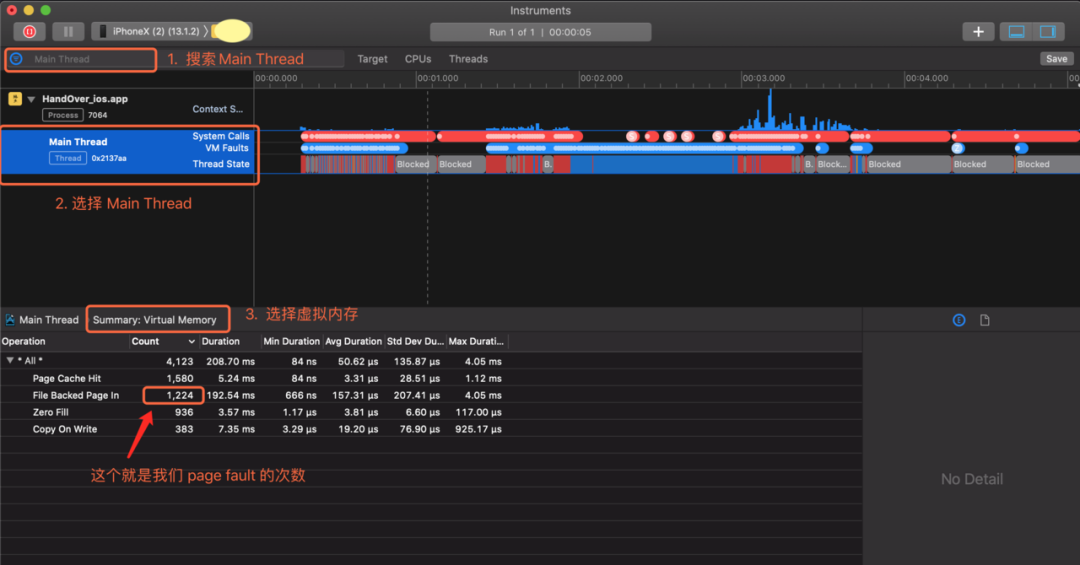 Instruments
iPhoneX (2) (13.1.2)
Run 1 of 1 | 00:00:05
Main Thread
1. 搜索Main Thread
Target CPUs Threads
Save
00:00.000 00:01.000 00:02.000 00:03.000 00:04.000
HandOver_ios.app
Process 7064
Context S...
Main Thread
Thread 0x2137aa
System Calls
VM Faults
Thread State
Blocked Blocked B. B. Block... Blocked Blocked Blocked
2. 选择 Main Thread
3. 选择虚拟内存
Main Thread Summary: Virtual Memory
Operation Count Duration Min Duration Avg Duration Std Dev Du... Max Duratio...
* All * 4,123 208.70 ms 84 ns 50.62 µs 135.87 µs 4.05 ms
Page Cache Hit 1,580 5.24 ms 84 ns 3.31 µs 28.51 µs 1.12 ms
File Backed Page In 1,224 192.54 ms 666 ns 157.31 µs 207.41 µs 4.05 ms
Zero Fill 936 3.57 ms 1.17 µs 3.81 µs 6.60 µs 117.00 µs
Copy On Write 383 7.35 ms 3.29 µs 19.20 µs 76.90 µs 925.17 µs
这个就是我们 page fault 的次数
No Detail